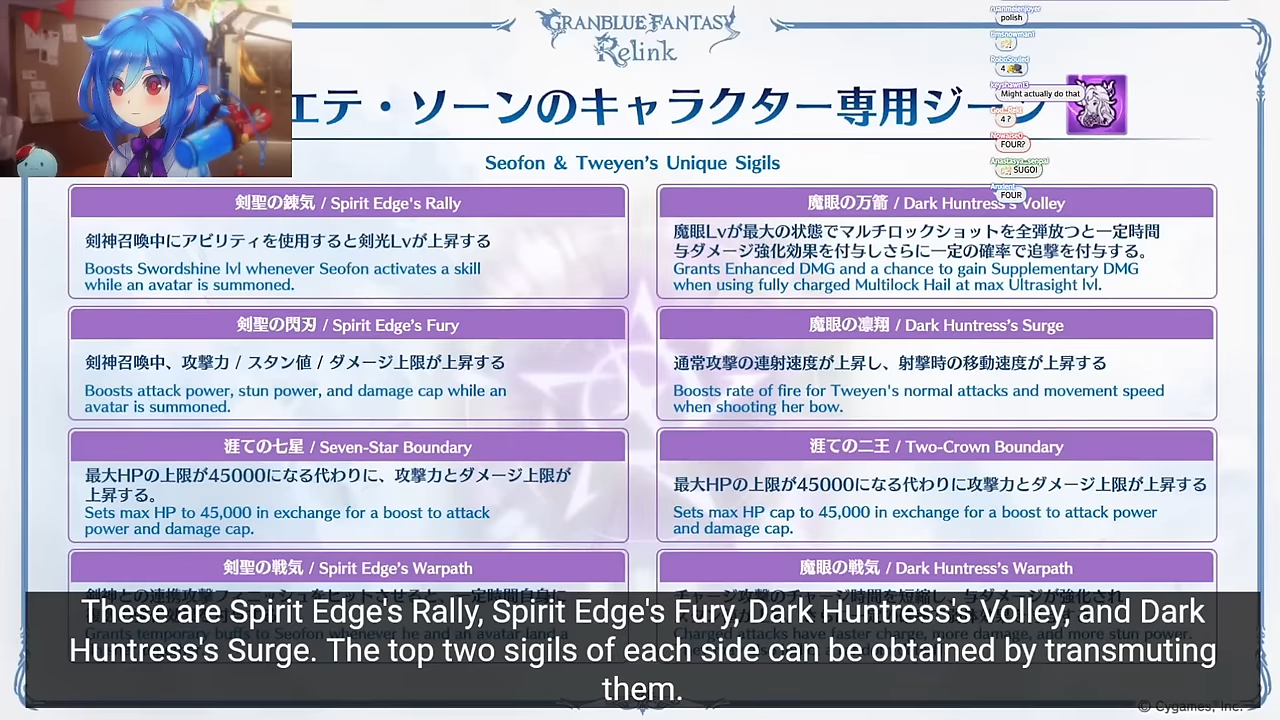 GRANBLUE FANTASY
Relink
エテ・ソーンのキャラクター専用ジーン
Seofon & Tweyen's Unique Sigils
polish
4
Might actually do that
4 ?
FOUR?
SUGOI
FOUR
剣聖の錬気 / Spirit Edge's Rally
剣神召喚中にアビリティを使用すると剣光Lvが上昇する
Boosts Swordshine lvl whenever Seofon activates a skill
while an avatar is summoned.
魔眼の万箭 / Dark Huntress's Volley
魔眼Lvが最大の状態でマルチロックショットを全弾放つと一定時間
与ダメージ強化効果を付与しさらに一定の確率で追撃を付与する。
Grants Enhanced DMG and a chance to gain Supplementary DMG
when using fully charged Multilock Hail at max Ultrasight lvl.
剣聖の閃刃 / Spirit Edge's Fury
剣神召喚中、攻撃力 / スタン値 / ダメージ上限が上昇する
Boosts attack power, stun power, and damage cap while an
avatar is summoned.
魔眼の凛翔 / Dark Huntress's Surge
通常攻撃の連射速度が上昇し、射撃時の移動速度が上昇する
Boosts rate of fire for Tweyen's normal attacks and movement speed
when shooting her bow.
涯ての七星 / Seven-Star Boundary
最大HPの上限が45000になる代わりに、攻撃力とダメージ上限が
上昇する。
Sets max HP to 45,000 in exchange for a boost to attack
power and damage cap.
涯ての二王 / Two-Crown Boundary
最大HPの上限が45000になる代わりに攻撃力とダメージ上限が上昇する
Sets max HP cap to 45,000 in exchange for a boost to attack power
and damage cap.
剣聖の戦気 / Spirit Edge's Warpath
魔眼の戦気 / Dark Huntress's Warpath
These are Spirit Edge's Rally, Spirit Edge's Fury, Dark Huntress's Volley, and Dark
Huntress's Surge. The top two sigils of each side can be obtained by transmuting
them.
© Cygames, Inc.